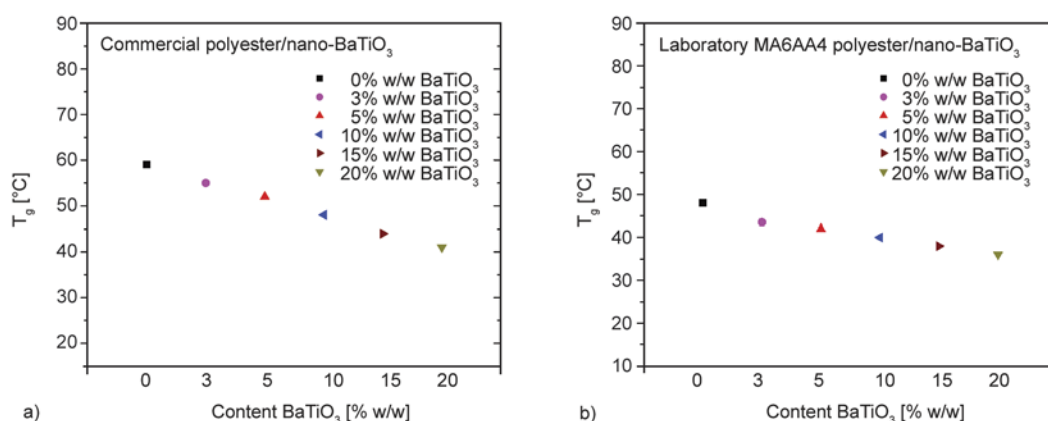 90
80
70
60
50
40
30
20
Tg [°C]
Commercial polyester/nano-BaTiO3
0% w/w BaTiO3
3% w/w BaTiO3
5% w/w BaTiO3
10% w/w BaTiO3
15% w/w BaTiO3
20% w/w BaTiO3
0 3 5 10 15 20
Content BaTiO3 [% w/w]
a)
90
80
70
60
50
40
30
20
10
Tg [°C]
Laboratory MA6AA4 polyester/nano-BaTiO3
0% w/w BaTiO3
3% w/w BaTiO3
5% w/w BaTiO3
10% w/w BaTiO3
15% w/w BaTiO3
20% w/w BaTiO3
0 3 5 10 15 20
Content BaTiO3 [% w/w]
b)